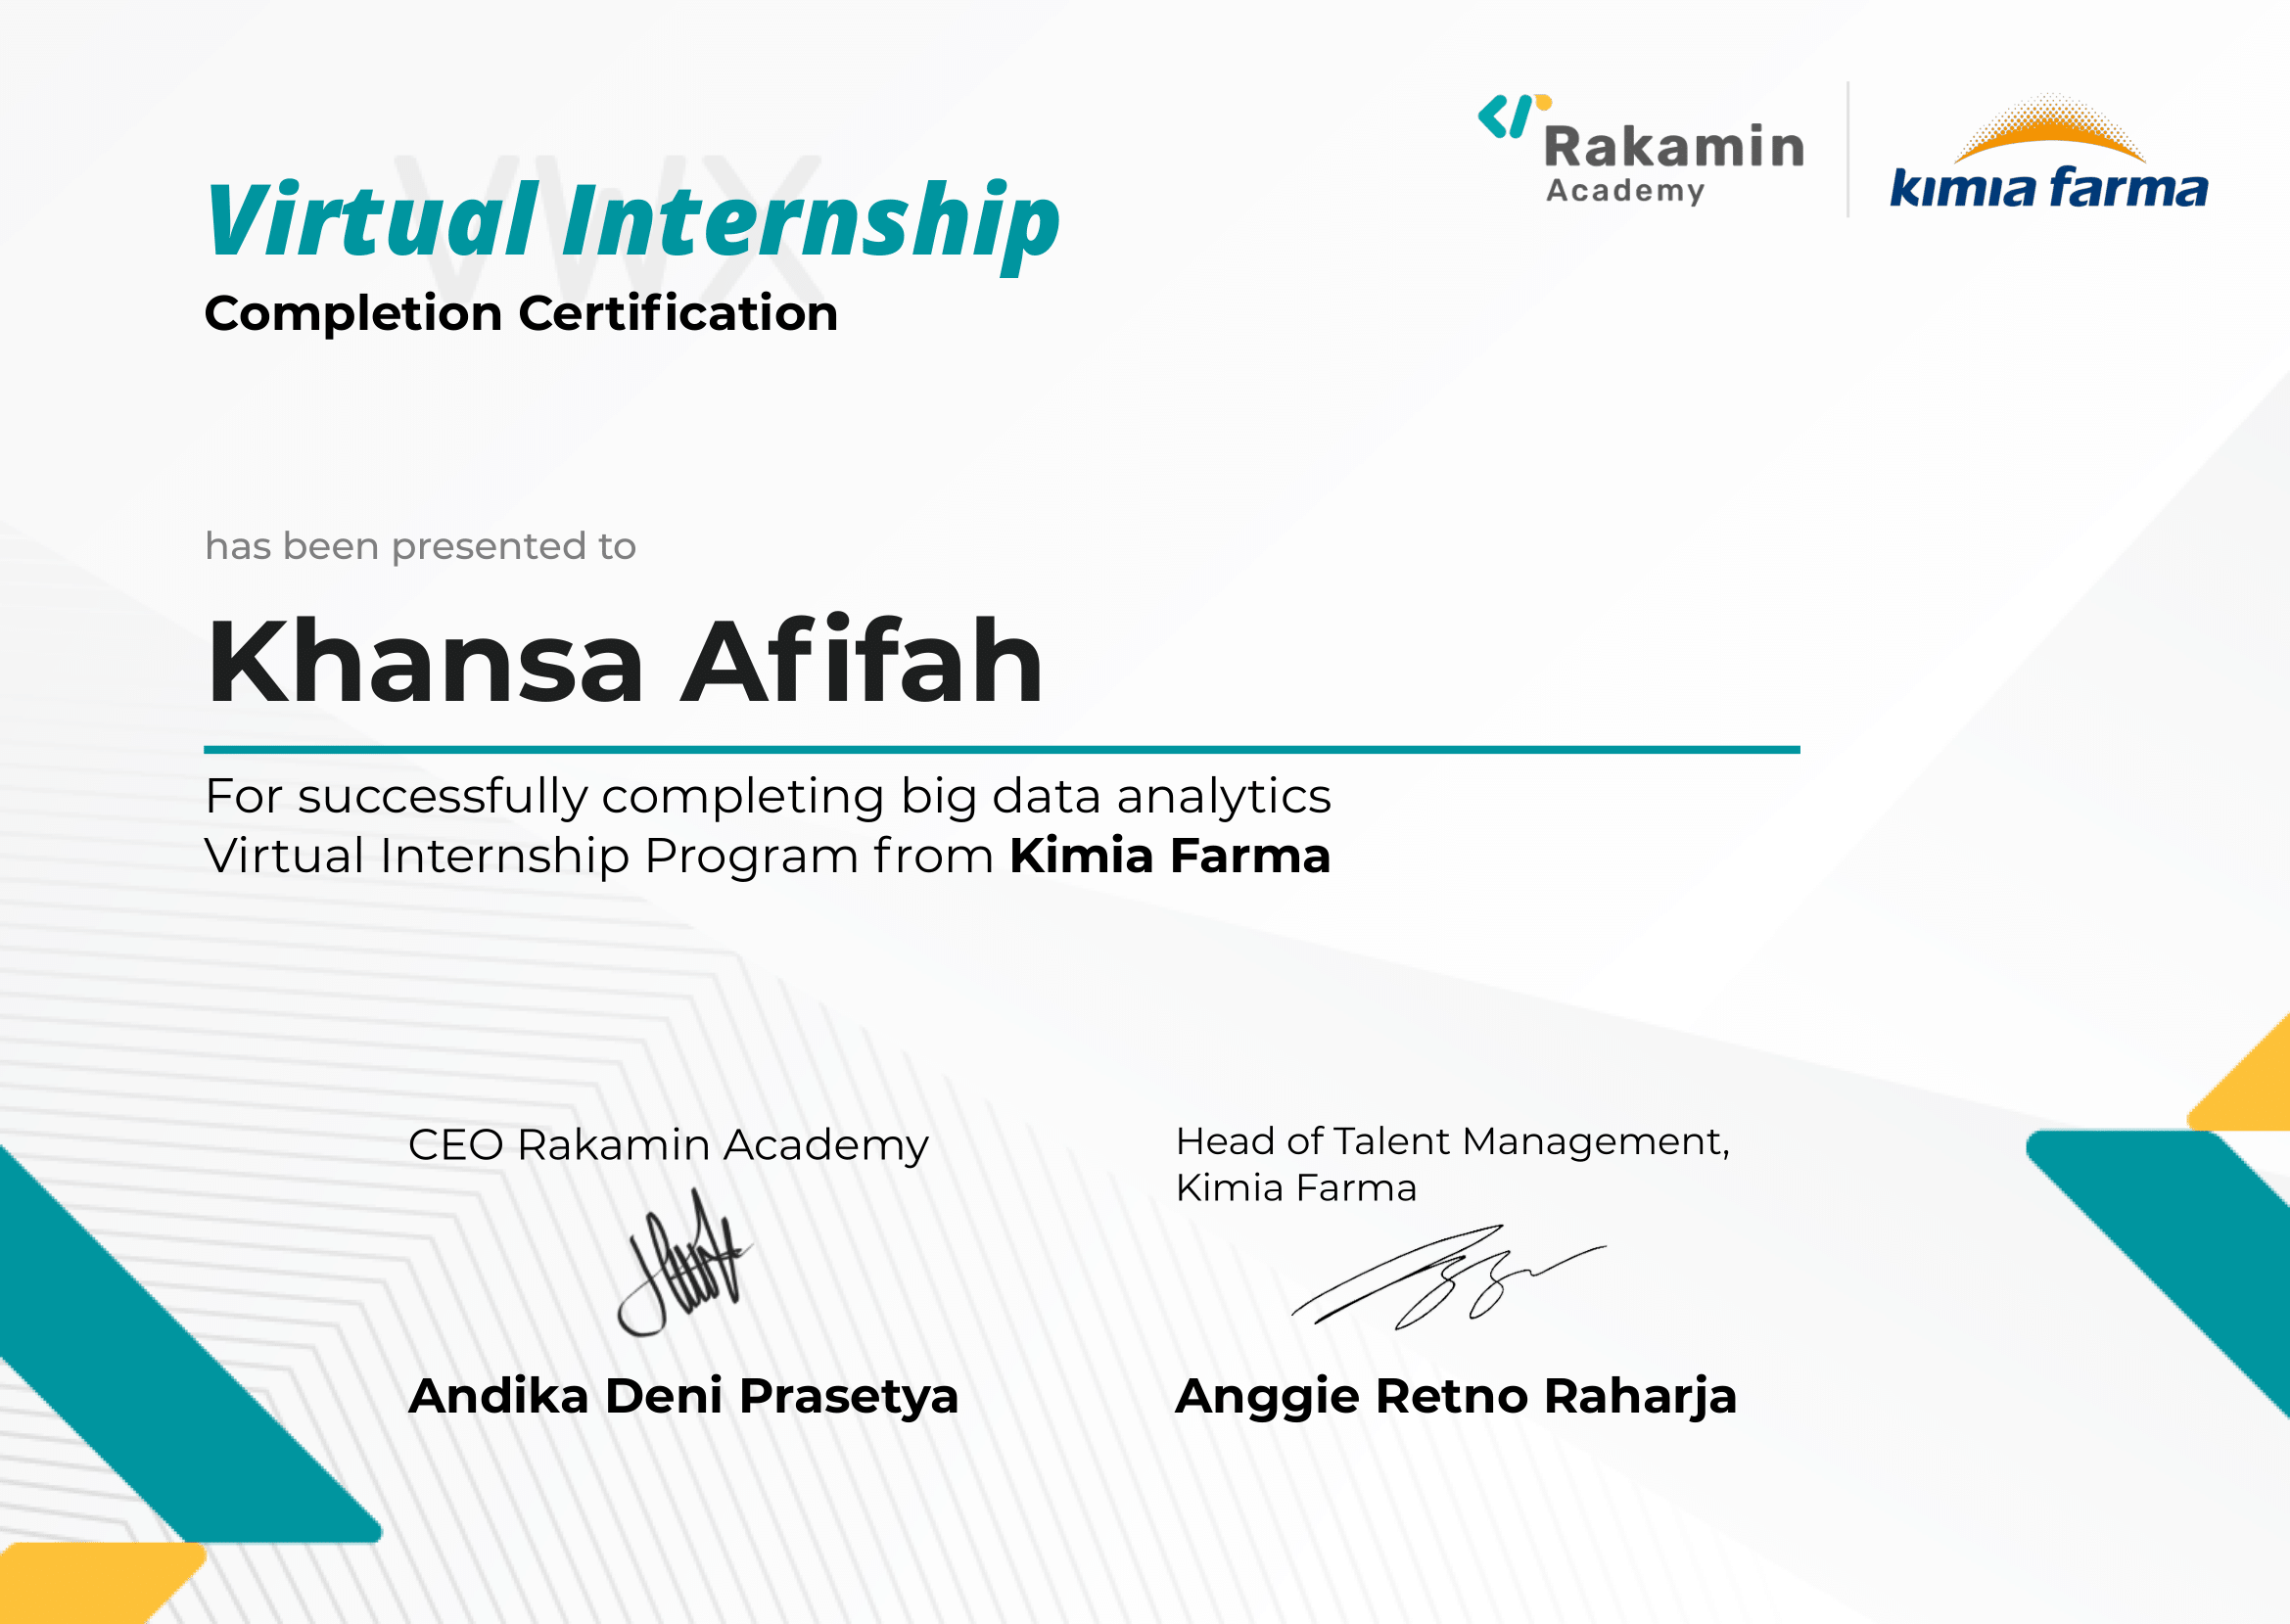 Rakamin
Academy
kimia farma
VWX
Virtual Internship
Completion Certification
has been presented to
Khansa Afifah
For successfully completing big data analytics
Virtual Internship Program from Kimia Farma
CEO Rakamin Academy
Andika Deni Prasetya
Head of Talent Management,
Kimia Farma
Anggie Retno Raharja